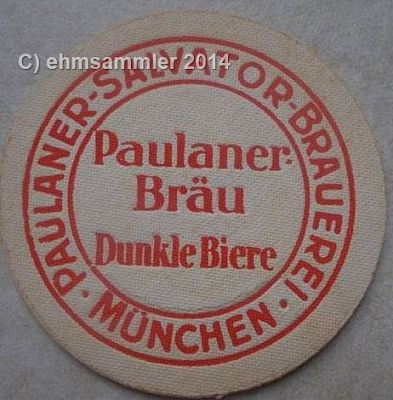 C) ehmsammler 2014
PAULANER-SALVATOR-BRAUEREI
· MÜNCHEN ·
Paulaner-
Bräu
Dunkle Biere